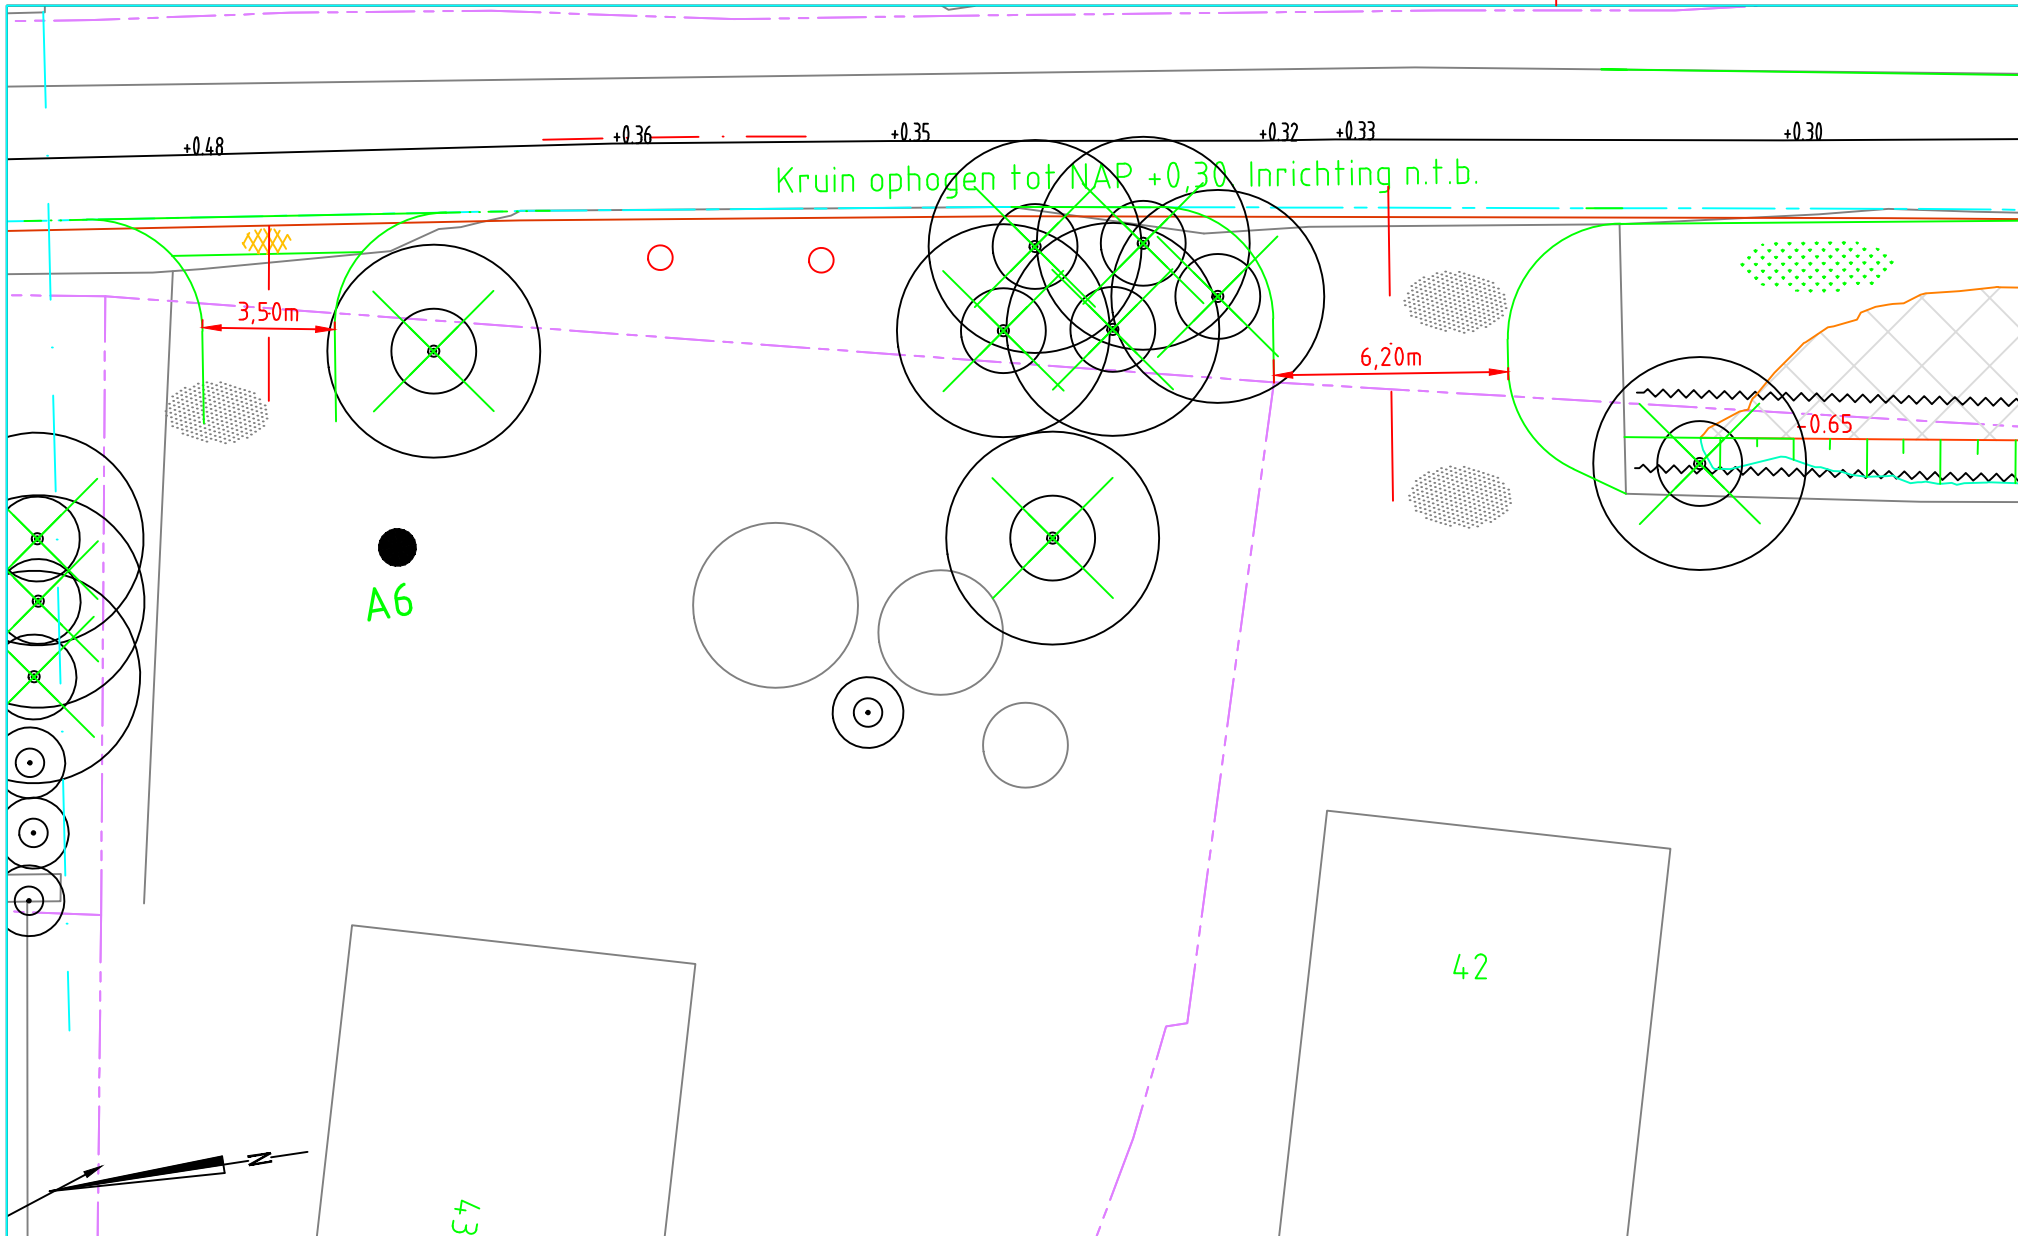 +0.48
+0.36
+0.35
+0.32
+0.33
+0.30
Kruin ophogen tot NAP +0,30 Inrichting n.t.b.
3,50m
6,20m
-0.65
A6
42
N
43